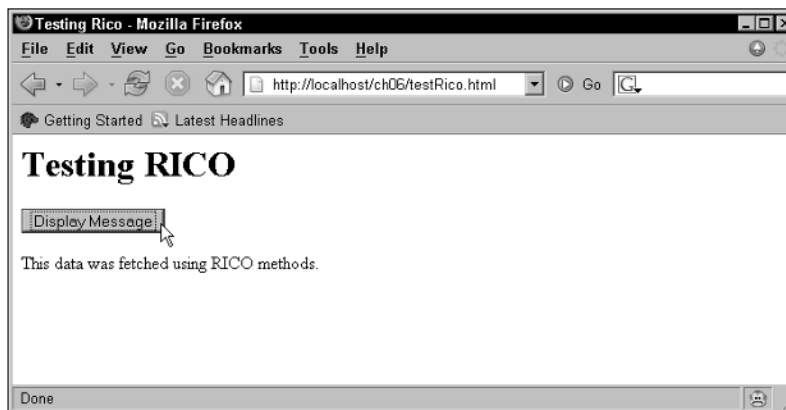 Testing Rico - Mozilla Firefox
File Edit View Go Bookmarks Tools Help
http://localhost/ch06/testRico.html Go G
Getting Started Latest Headlines
Testing RICO
Display Message
This data was fetched using RICO methods.
Done